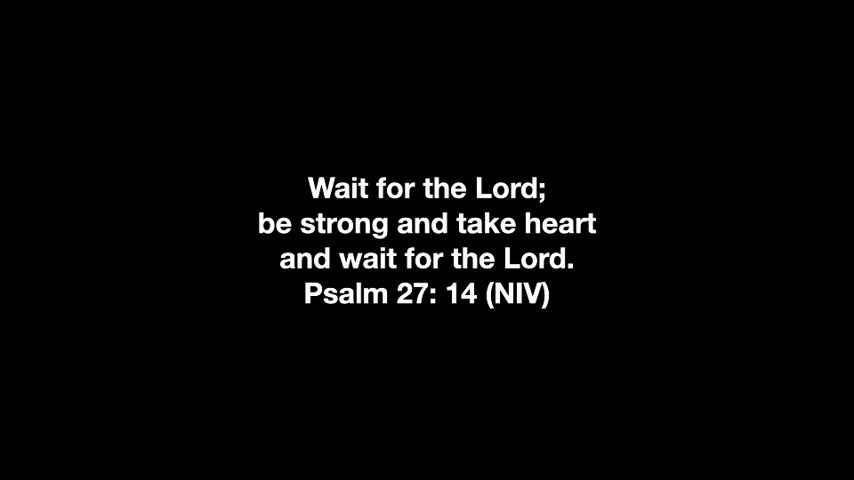 Wait for the Lord;
be strong and take heart
and wait for the Lord.
Psalm 27: 14 (NIV)